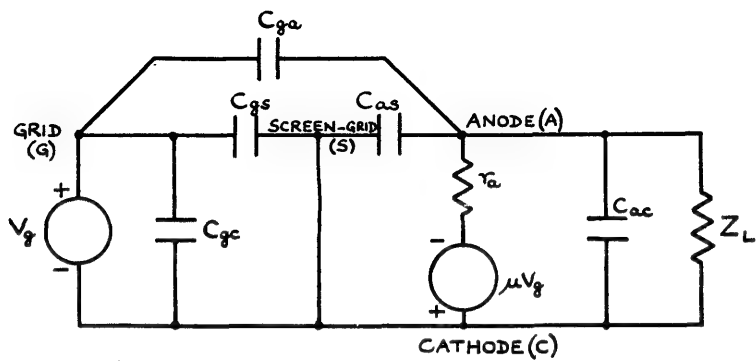 Cga
Cgs
Cas
GRID
(G)
SCREEN-GRID
(S)
ANODE(A)
+
Vg
-
Cgc
ra
-
μVg
+
Cac
ZL
CATHODE(C)